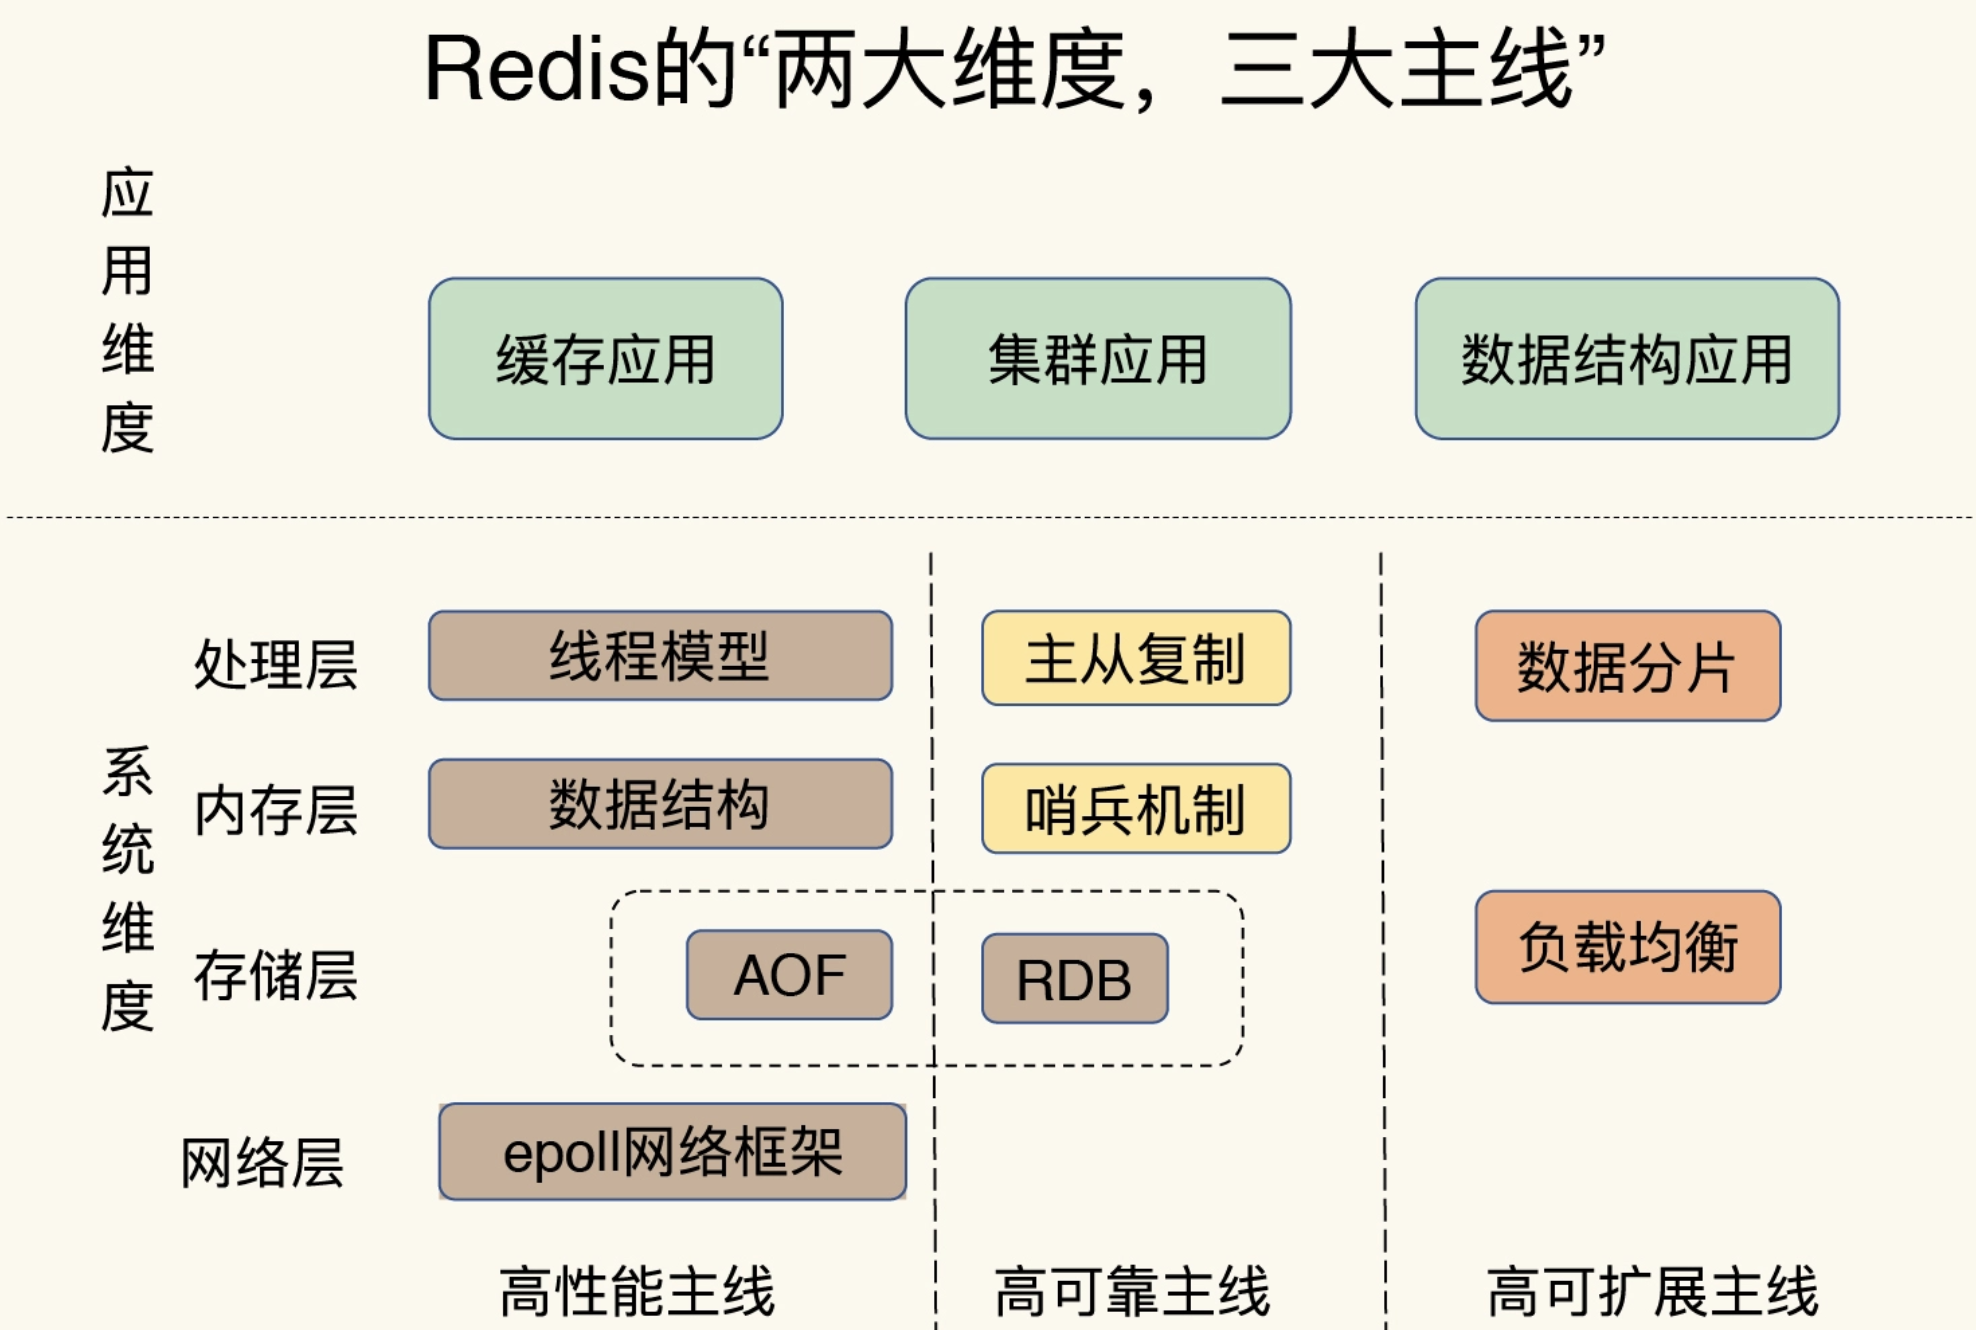 Redis的“两大维度，三大主线”
应用维度
缓存应用
集群应用
数据结构应用
系统维度
处理层
线程模型
主从复制
数据分片
内存层
数据结构
哨兵机制
存储层
AOF
RDB
负载均衡
网络层
epoll网络框架
高性能主线
高可靠主线
高可扩展主线